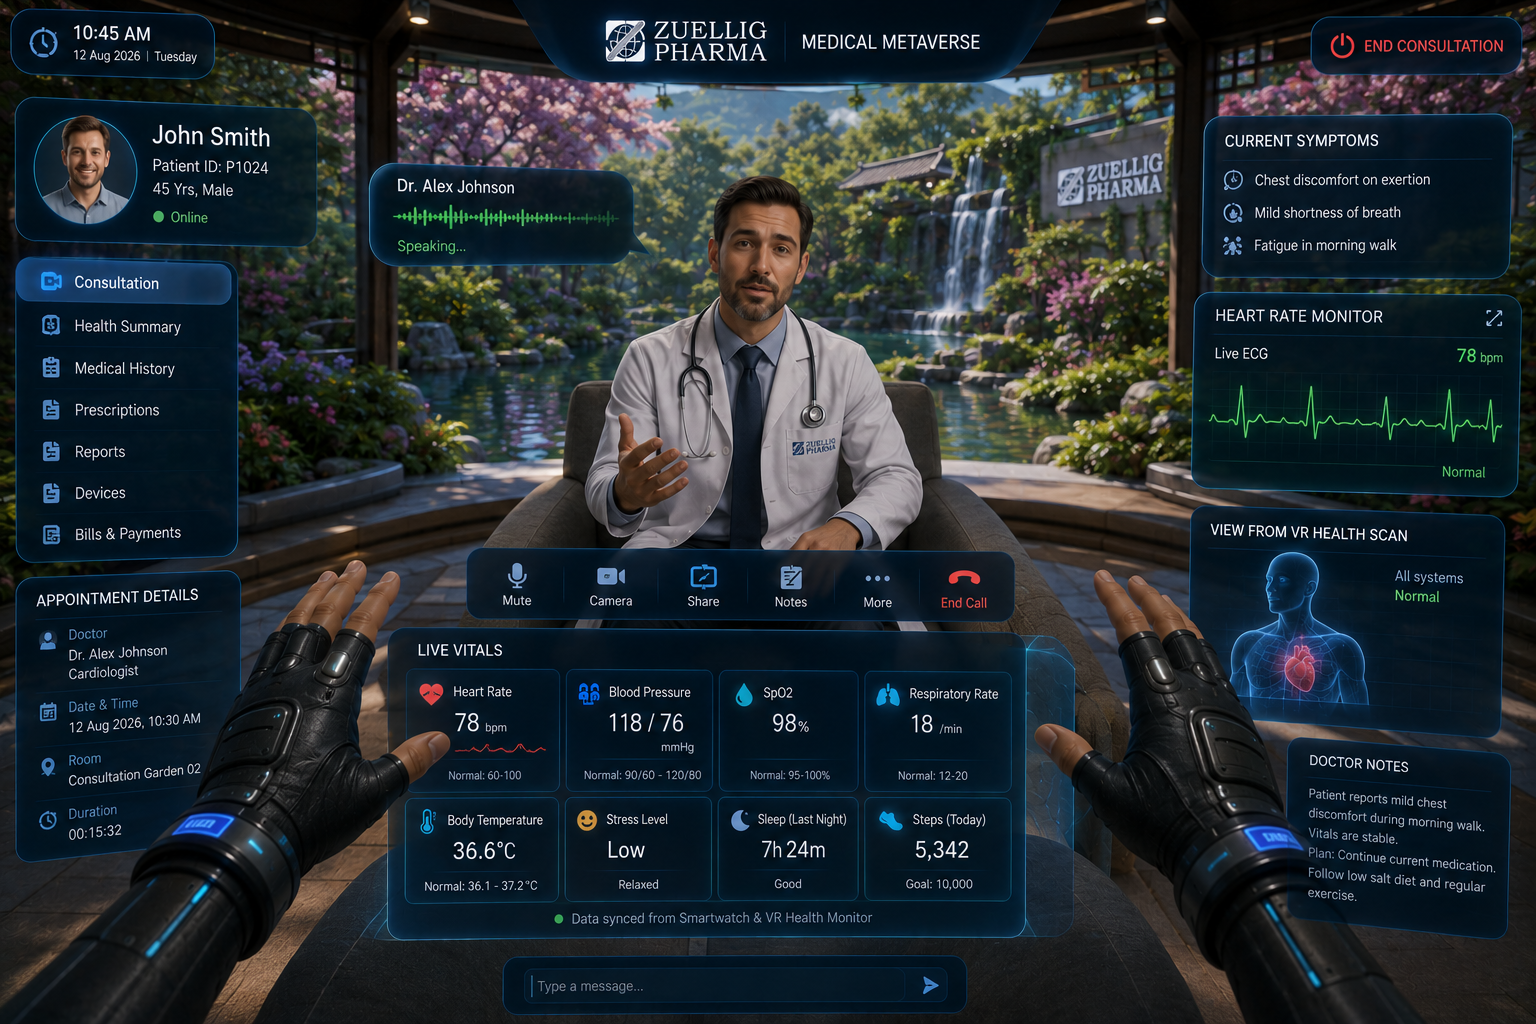 10:45 AM
12 Aug 2026 | Tuesday
ZUELLIG
PHARMA
MEDICAL METAVERSE
END CONSULTATION
John Smith
Patient ID: P1024
45 Yrs, Male
Online
Consultation
Health Summary
Medical History
Prescriptions
Reports
Devices
Bills & Payments
APPOINTMENT DETAILS
Doctor
Dr. Alex Johnson
Cardiologist
Date & Time
12 Aug 2026, 10:30 AM
Room
Consultation Garden 02
Duration
00:15:32
Dr. Alex Johnson
Speaking...
ZUELLIG
PHARMA
ZUELLIG
PHARMA
Mute
Camera
Share
Notes
More
End Call
LIVE VITALS
Heart Rate
78 bpm
Normal: 60-100
Blood Pressure
118 / 76
mmHg
Normal: 90/60 - 120/80
SpO2
98%
Normal: 95-100%
Respiratory Rate
18 /min
Normal: 12-20
Body Temperature
36.6°C
Normal: 36.1 - 37.2°C
Stress Level
Low
Relaxed
Sleep (Last Night)
7h 24m
Good
Steps (Today)
5,342
Goal: 10,000
Data synced from Smartwatch & VR Health Monitor
Type a message...
CURRENT SYMPTOMS
Chest discomfort on exertion
Mild shortness of breath
Fatigue in morning walk
HEART RATE MONITOR
Live ECG
78 bpm
Normal
VIEW FROM VR HEALTH SCAN
All systems
Normal
DOCTOR NOTES
Patient reports mild chest
discomfort during morning walk.
Vitals are stable.
Plan: Continue current medication.
Follow low salt diet and regular
exercise.